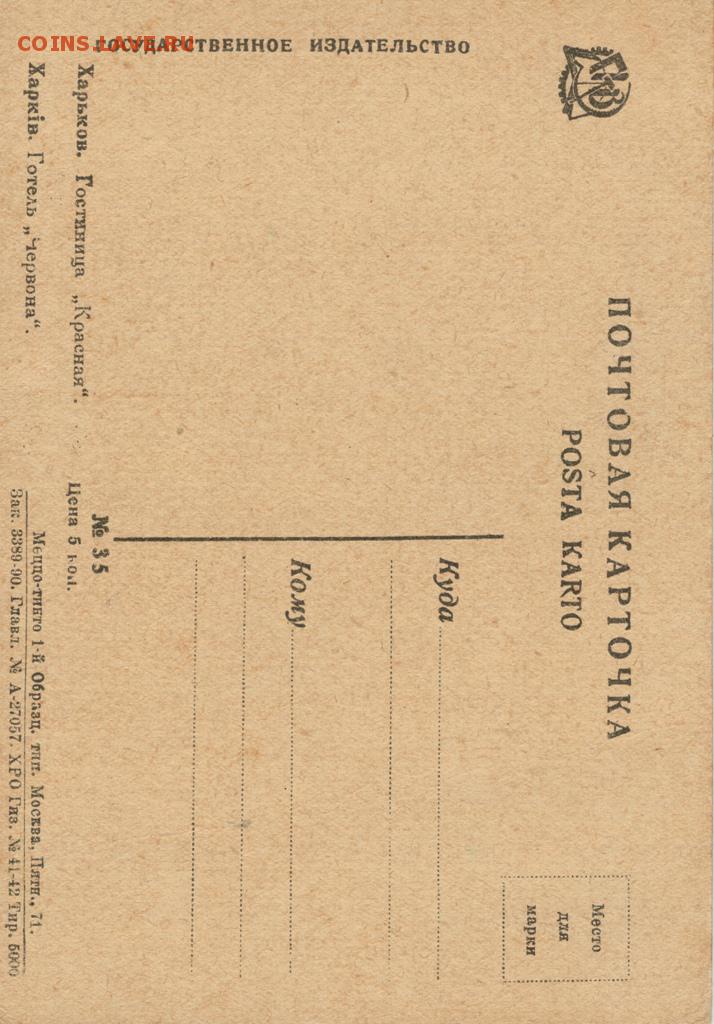 COINS.LAVE.RU
ПОЧТОВАЯ КАРТОЧКА
POŜTA KARTO
Место
для
марки
Куда
Кому
ГОСУДАРСТВЕННОЕ ИЗДАТЕЛЬСТВО
№ 35
Харьков. Гостиница „Красная“.
Цена 5 коп.
Харків. Готель „Червона“.
Меццо-тинто 1-й Образц. тип. Москва, Пятн., 71.
Зак. 3389-90. Главл. № А-27057. ХРО Гиз. № 41-42 Тир. 5000